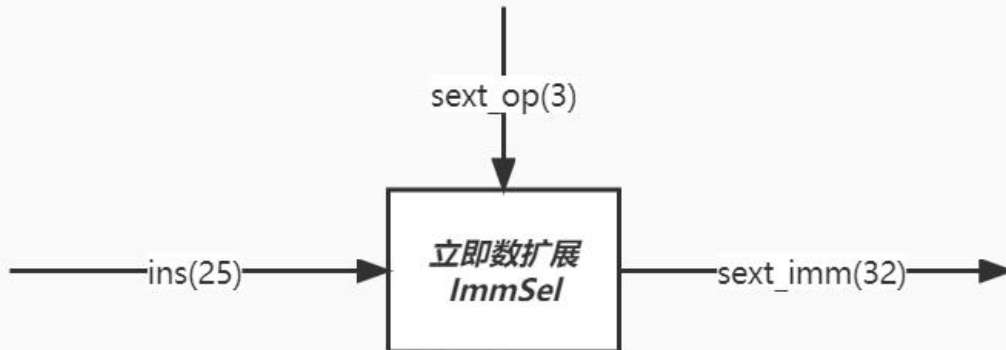 sext_op(3)
立即数扩展
ImmSel
ins(25)
sext_imm(32)